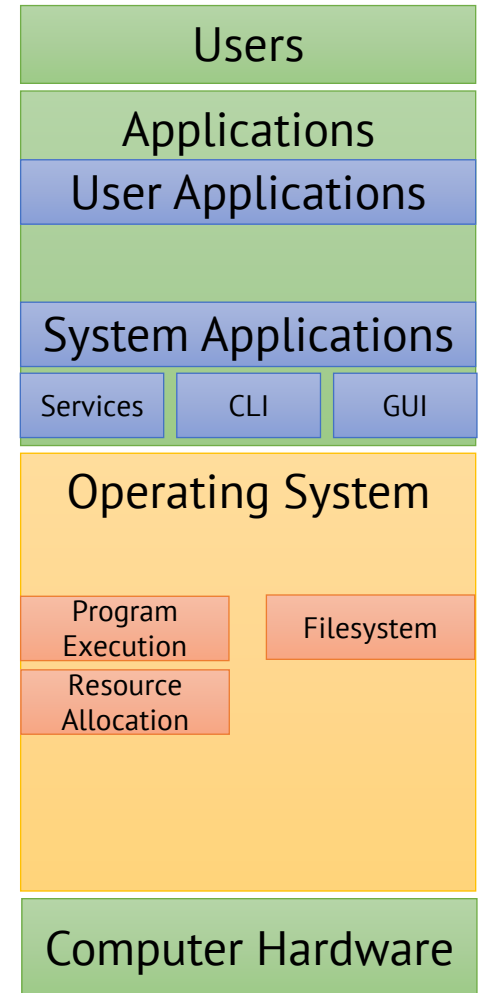 Users
Applications
User Applications
System Applications
Services
CLI
GUI
Operating System
Program
Execution
Filesystem
Resource
Allocation
Computer Hardware